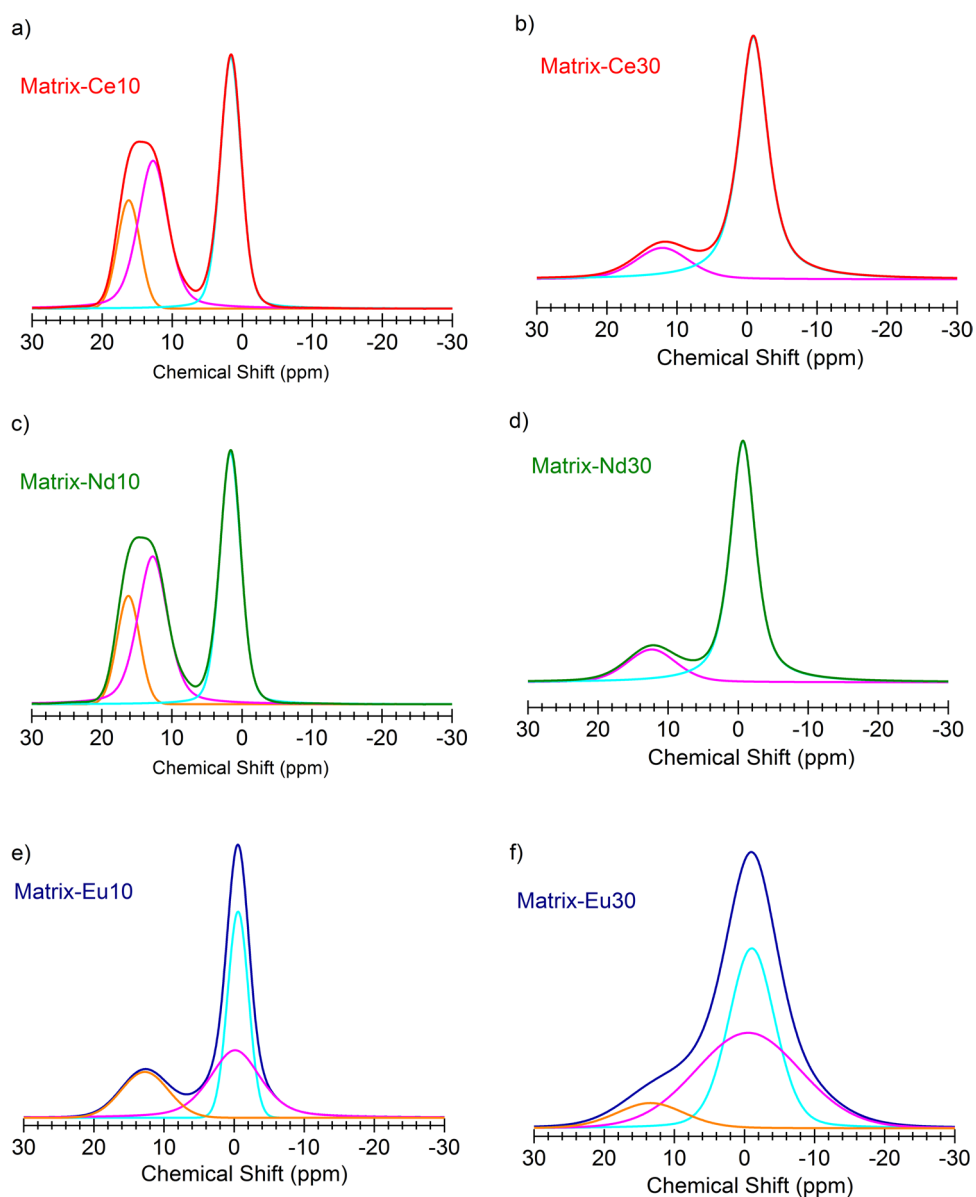 a)
Matrix-Ce10
30 20 10 0 -10 -20 -30
Chemical Shift (ppm)
b)
Matrix-Ce30
30 20 10 0 -10 -20 -30
Chemical Shift (ppm)
c)
Matrix-Nd10
30 20 10 0 -10 -20 -30
Chemical Shift (ppm)
d)
Matrix-Nd30
30 20 10 0 -10 -20 -30
Chemical Shift (ppm)
e)
Matrix-Eu10
30 20 10 0 -10 -20 -30
Chemical Shift (ppm)
f)
Matrix-Eu30
30 20 10 0 -10 -20 -30
Chemical Shift (ppm)